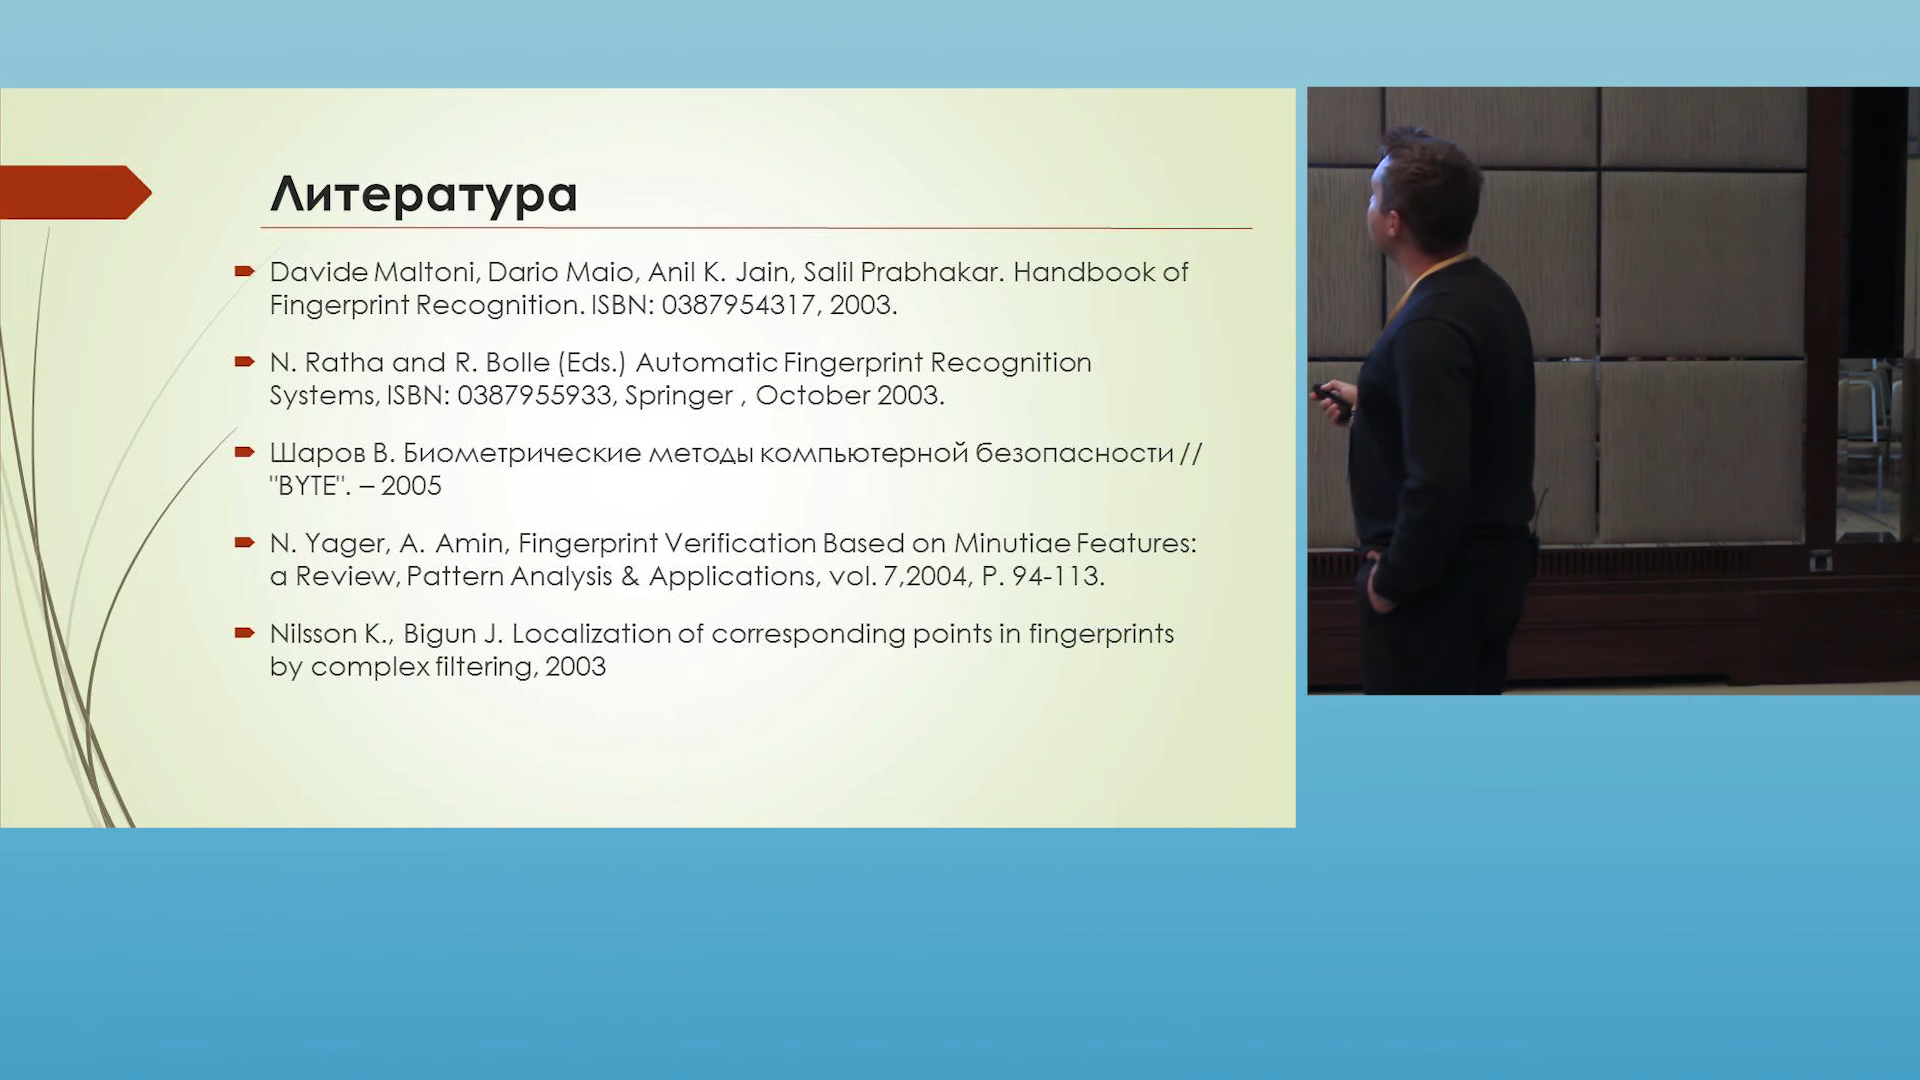 Литература
Davide Maltoni, Dario Maio, Anil K. Jain, Salil Prabhakar. Handbook of
Fingerprint Recognition. ISBN: 0387954317, 2003.
N. Ratha and R. Bolle (Eds.) Automatic Fingerprint Recognition
Systems, ISBN: 0387955933, Springer , October 2003.
Шаров В. Биометрические методы компьютерной безопасности //
"BYTE". – 2005
N. Yager, A. Amin, Fingerprint Verification Based on Minutiae Features:
a Review, Pattern Analysis & Applications, vol. 7,2004, P. 94-113.
Nilsson K., Bigun J. Localization of corresponding points in fingerprints
by complex filtering, 2003